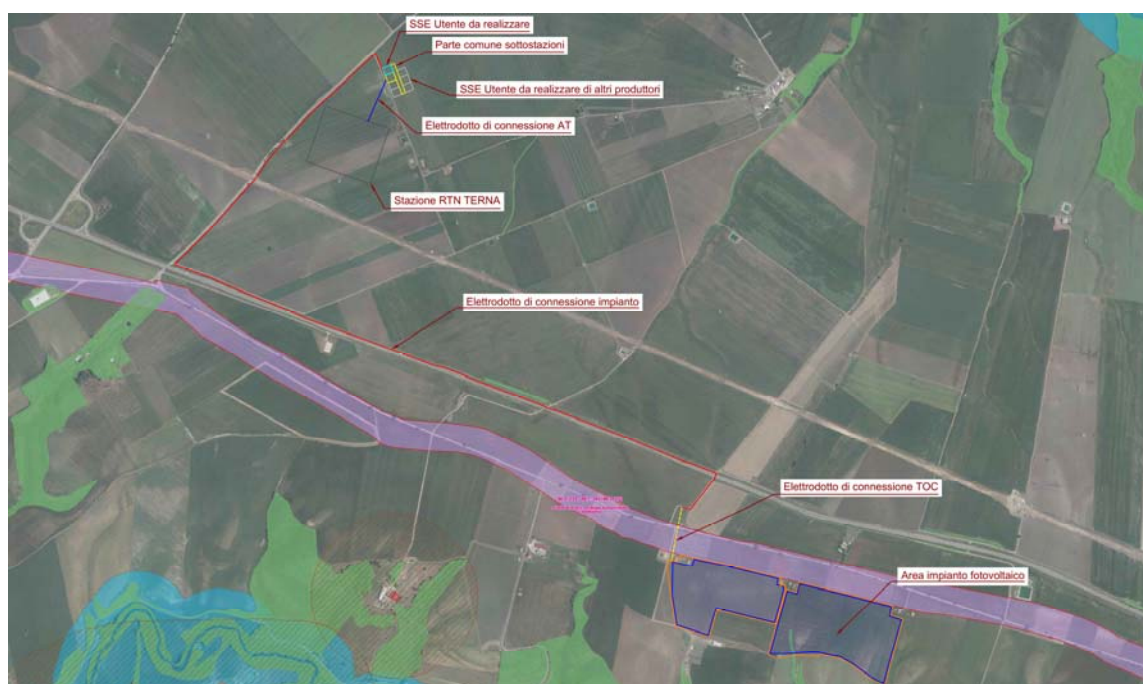 SSE Utente da realizzare
Parte comune sottostazioni
SSE Utente da realizzare di altri produttori
Elettrodotto di connessione AT
Stazione RTN TERNA
Elettrodotto di connessione impianto
Elettrodotto di connessione TOC
Area impianto fotovoltaico